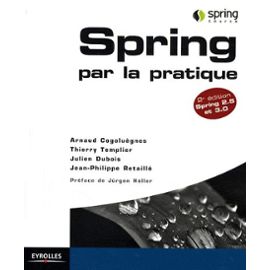 spring
source
Spring
par la pratique
2e édition
Spring 2.5
et 3.0
Arnaud Cogoluègnes
Thierry Templier
Julien Dubois
Jean-Philippe Retaillé
Préface de Jürgen Höller
EYROLLES